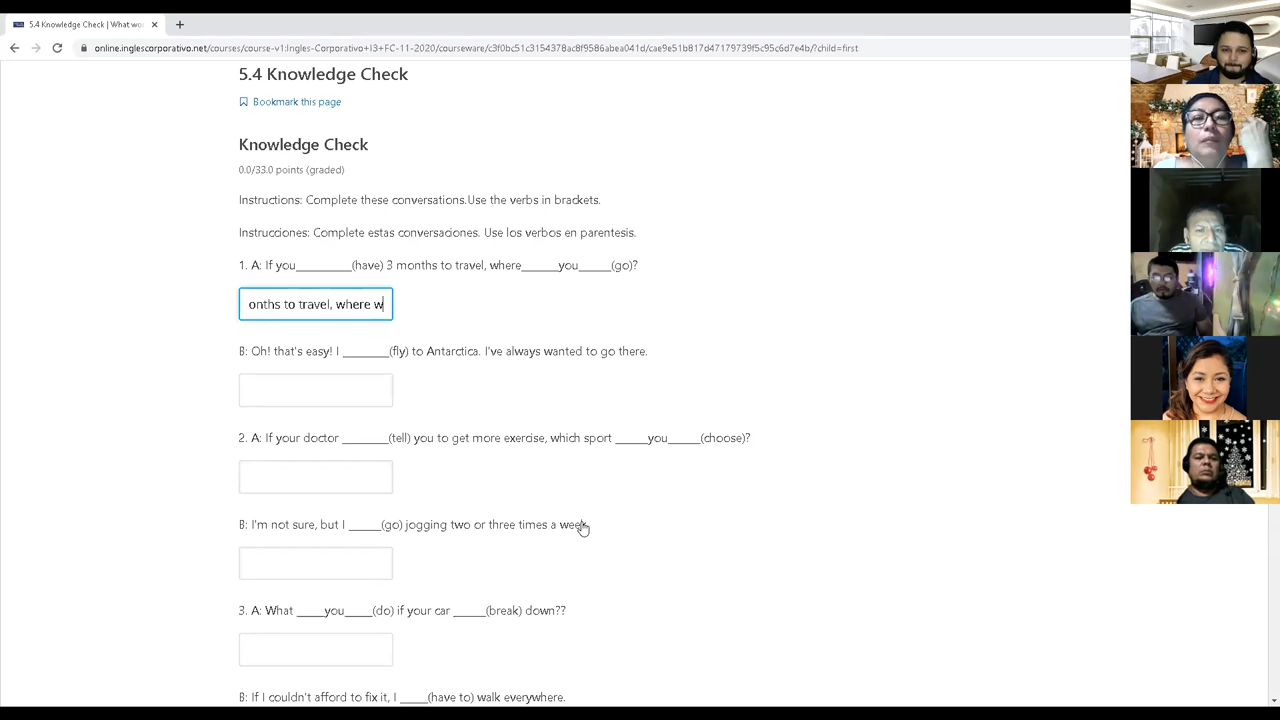 5.4 Knowledge Check | What wo
online.inglescorporativo.net/courses/course-v1:Ingles-Corporativo+I3+FC-11-2020/courseware/c3f0bc51c3154378ac8f9586abea041d/cae9e51b817d47179739f5c95c6d7e4b/?child=first
5.4 Knowledge Check
Bookmark this page
Knowledge Check
0.0/33.0 points (graded)
Instructions: Complete these conversations.Use the verbs in brackets.
Instrucciones: Complete estas conversaciones. Use los verbos en parentesis.
1. A: If you_________(have) 3 months to travel, where______you_____(go)?
onths to travel, where w
B: Oh! that's easy! I _______(fly) to Antarctica. I've always wanted to go there.
2. A: If your doctor _______(tell) you to get more exercise, which sport _____you_____(choose)?
B: I'm not sure, but I _____(go) jogging two or three times a week.
3. A: What ____you____(do) if your car _____(break) down??
B: If I couldn't afford to fix it, I ____(have to) walk everywhere.